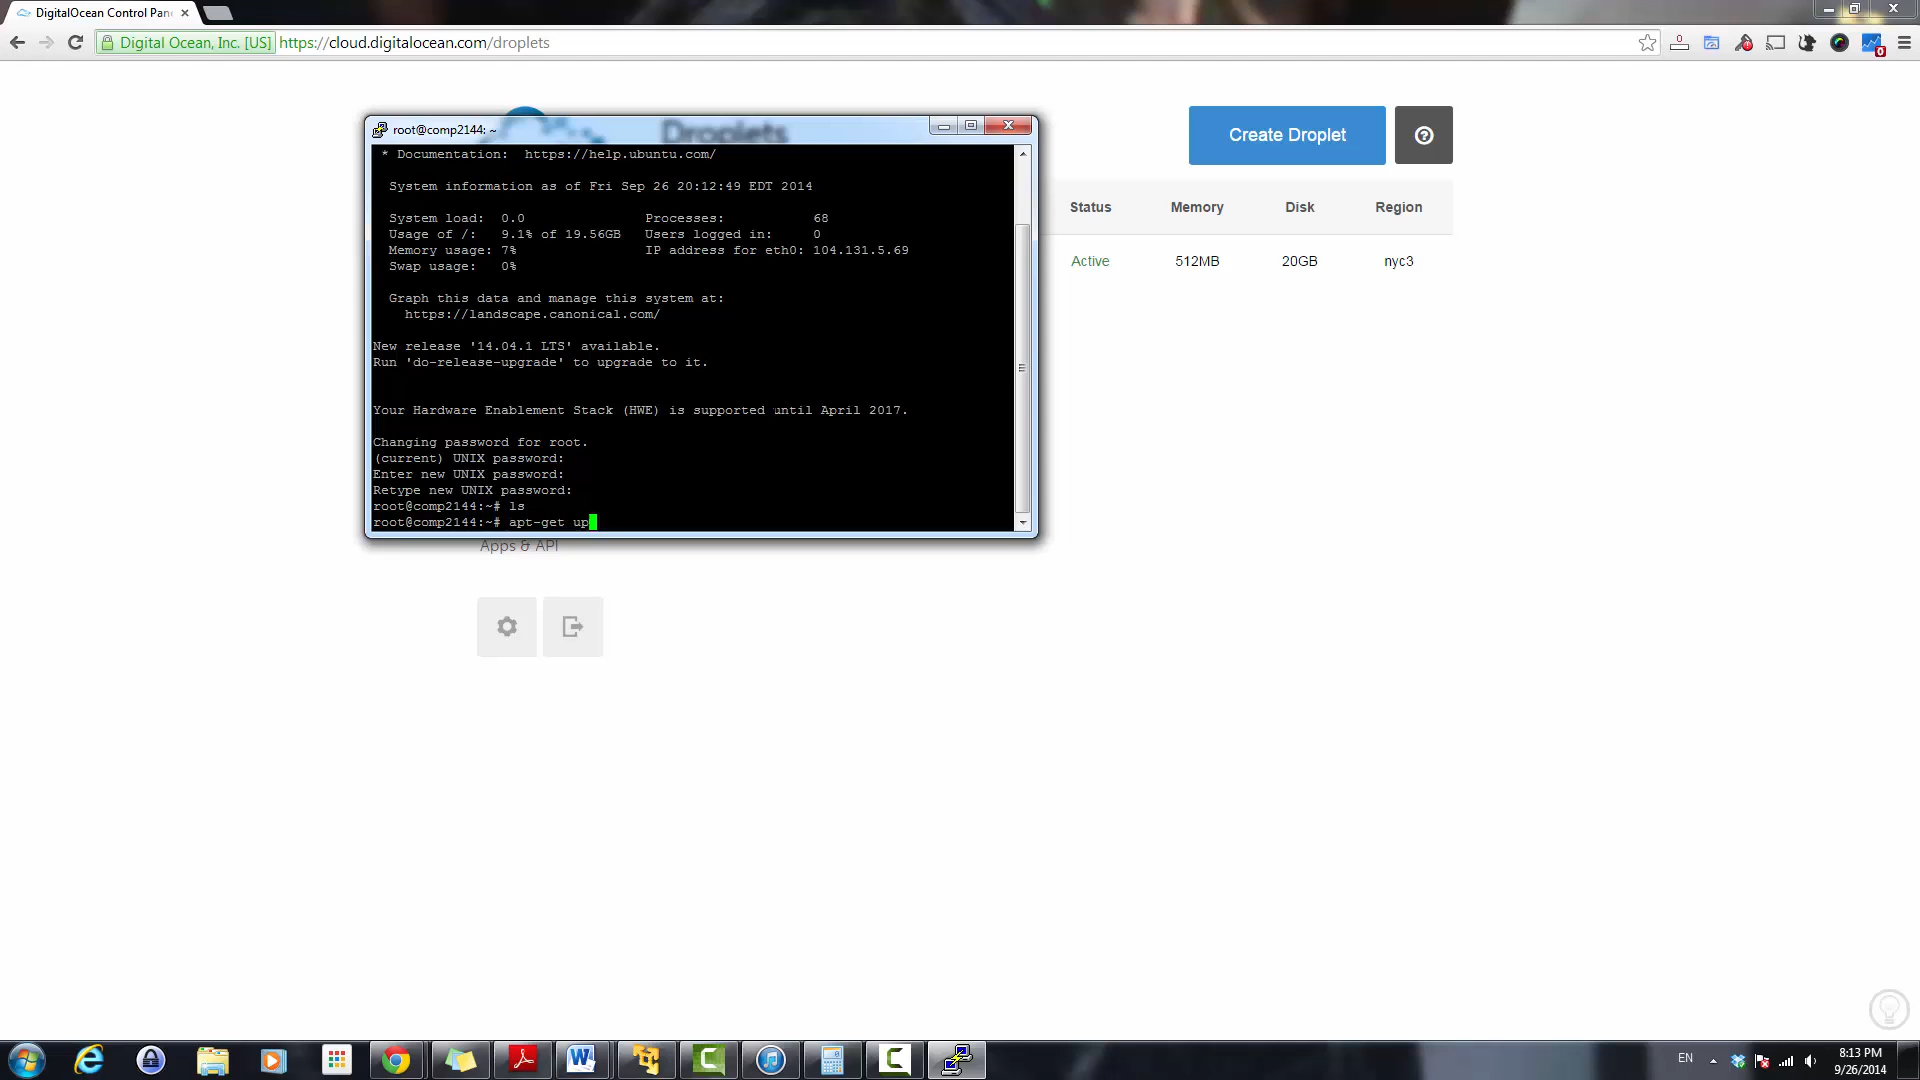 DigitalOcean Control Pan
Digital Ocean, Inc. [US] https://cloud.digitalocean.com/droplets
0
0
root@comp2144: ~
Droplets
Create Droplet
* Documentation: https://help.ubuntu.com/
System information as of Fri Sep 26 20:12:49 EDT 2014
System load: 0.0 Processes: 68
Usage of /: 9.1% of 19.56GB Users logged in: 0
Memory usage: 7% IP address for eth0: 104.131.5.69
Swap usage: 0%
Graph this data and manage this system at:
https://landscape.canonical.com/
New release '14.04.1 LTS' available.
Run 'do-release-upgrade' to upgrade to it.
Your Hardware Enablement Stack (HWE) is supported until April 2017.
Changing password for root.
(current) UNIX password:
Enter new UNIX password:
Retype new UNIX password:
root@comp2144:~# ls
root@comp2144:~# apt-get up
Status Memory Disk Region
Active 512MB 20GB nyc3
Apps & API
EN
8:13 PM
9/26/2014